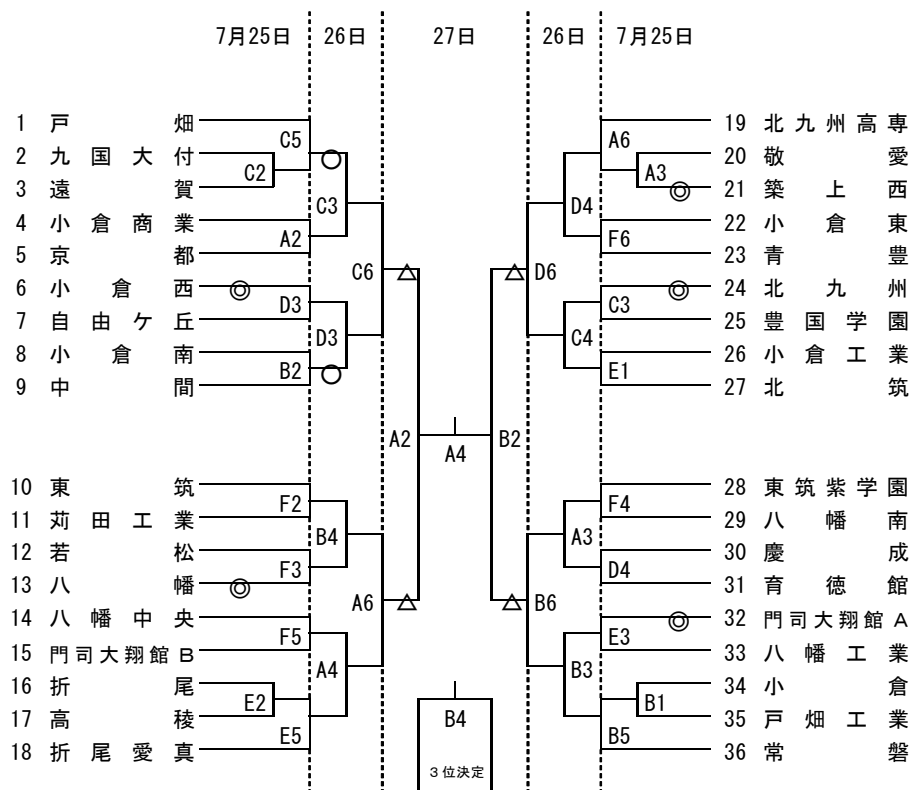 7月25日 26日 27日 26日 7月25日
1 戸畑 C5 ○ A6 19 北九州高専
2 九国大付 C2 A3 20 敬愛
3 遠賀 C3 D4 ◎ 21 築上西
4 小倉商業 A2 F6 22 小倉東
5 京都 C6 △ △ D6 23 青豊
6 小倉西 ◎ D3 C3 ◎ 24 北九州
7 自由ケ丘 D3 C4 25 豊国学園
8 小倉南 B2 ○ E1 26 小倉工業
9 中間 27 北筑
A2 A4 B2
10 東筑 F2 F4 28 東筑紫学園
11 苅田工業 B4 A3 29 八幡南
12 若松 F3 D4 30 慶成
13 八幡 ◎ A6 △ △ B6 31 育徳館
14 八幡中央 F5 E3 ◎ 32 門司大翔館A
15 門司大翔館B A4 B3 33 八幡工業
16 折尾 E2 B1 34 小倉
17 高稜 E5 B4 B5 35 戸畑工業
18 折尾愛真 3位決定 36 常磐